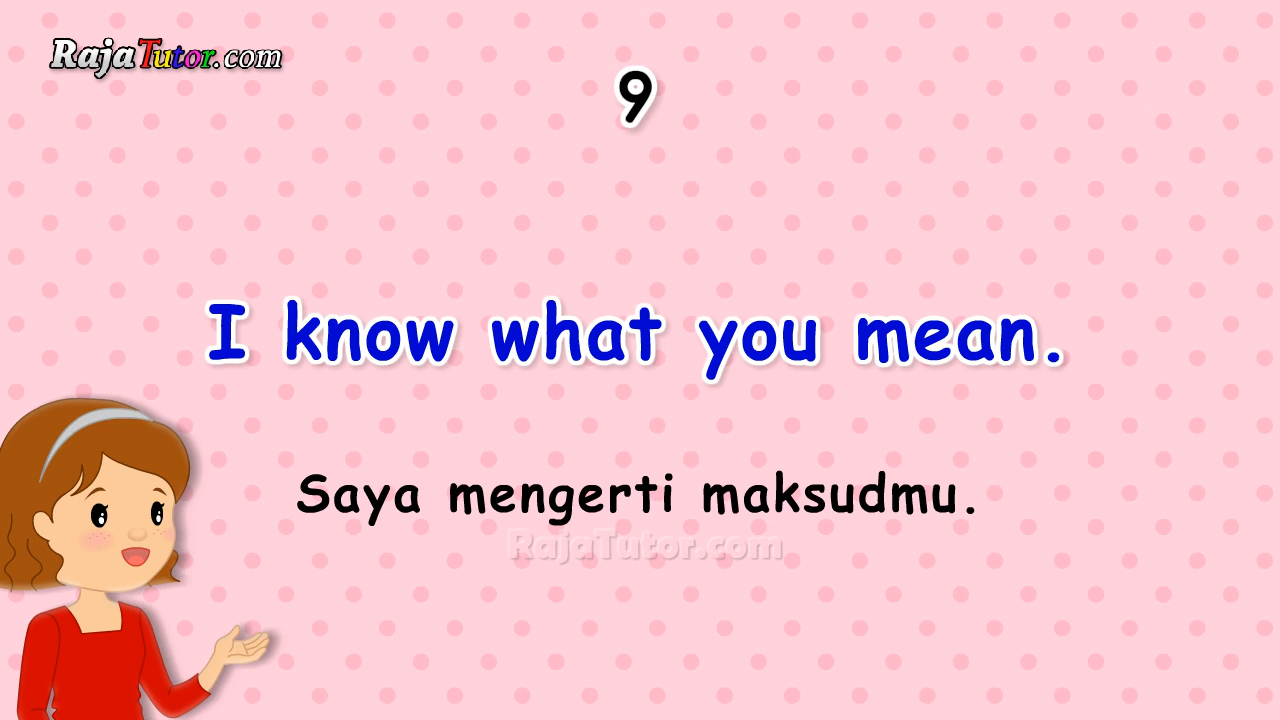 RajaTutor.com
9
I know what you mean.
Saya mengerti maksudmu.
RajaTutor.com